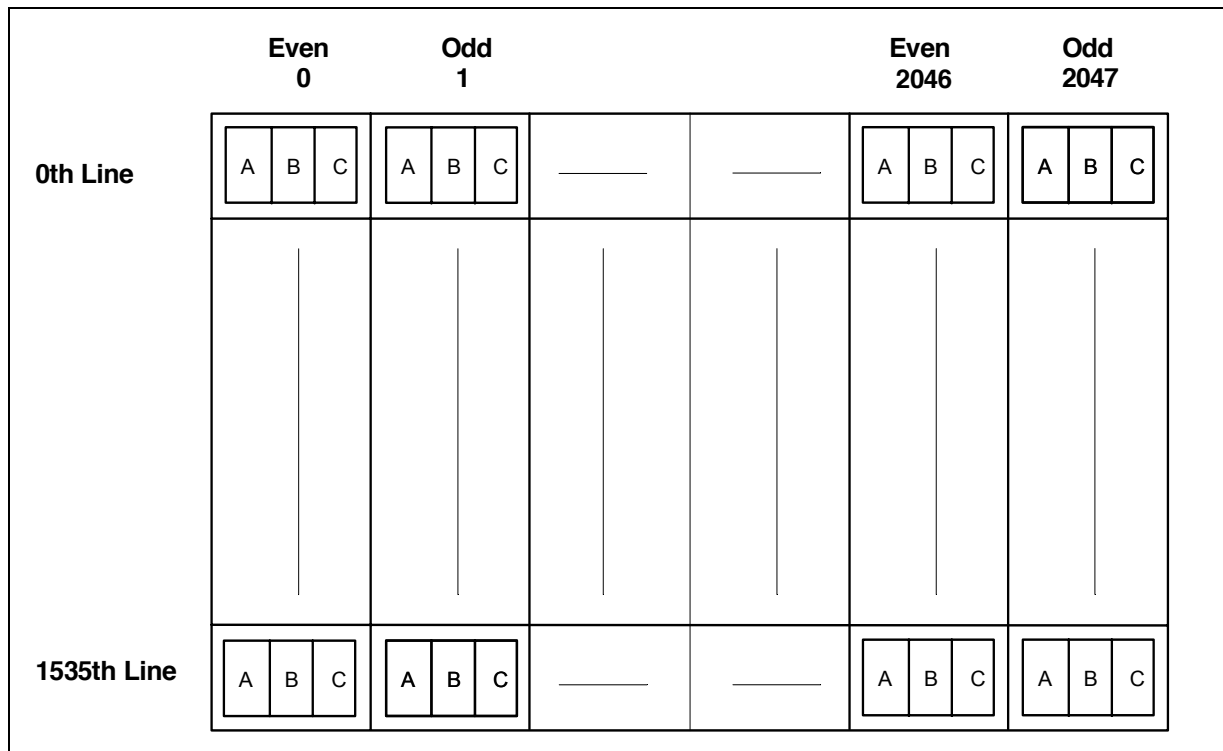 Even Odd Even Odd
0 1 2046 2047
0th Line A B C A B C A B C A B C
1535th Line A B C A B C A B C A B C